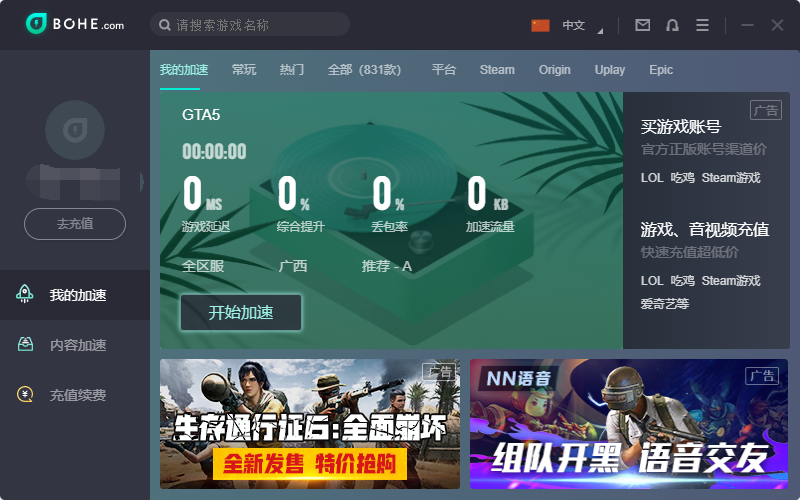 BOHE.com
请搜索游戏名称
中文
我的加速 常玩 热门 全部（831款） 平台 Steam Origin Uplay Epic
去充值
我的加速
内容加速
充值续费
GTA5
00:00:00
0 MS 0 % 0 % 0 KB
游戏延迟 综合提升 丢包率 加速流量
全区服 广西 推荐 - A
开始加速
广告
买游戏账号
官方正版账号渠道价
LOL 吃鸡 Steam游戏
游戏、音视频充值
快速充值超低价
LOL 吃鸡 Steam游戏
爱奇艺等
广告
生存通行证6:全面崩坏
全新发售 特价抢购
NN语音
广告
组队开黑 语音交友